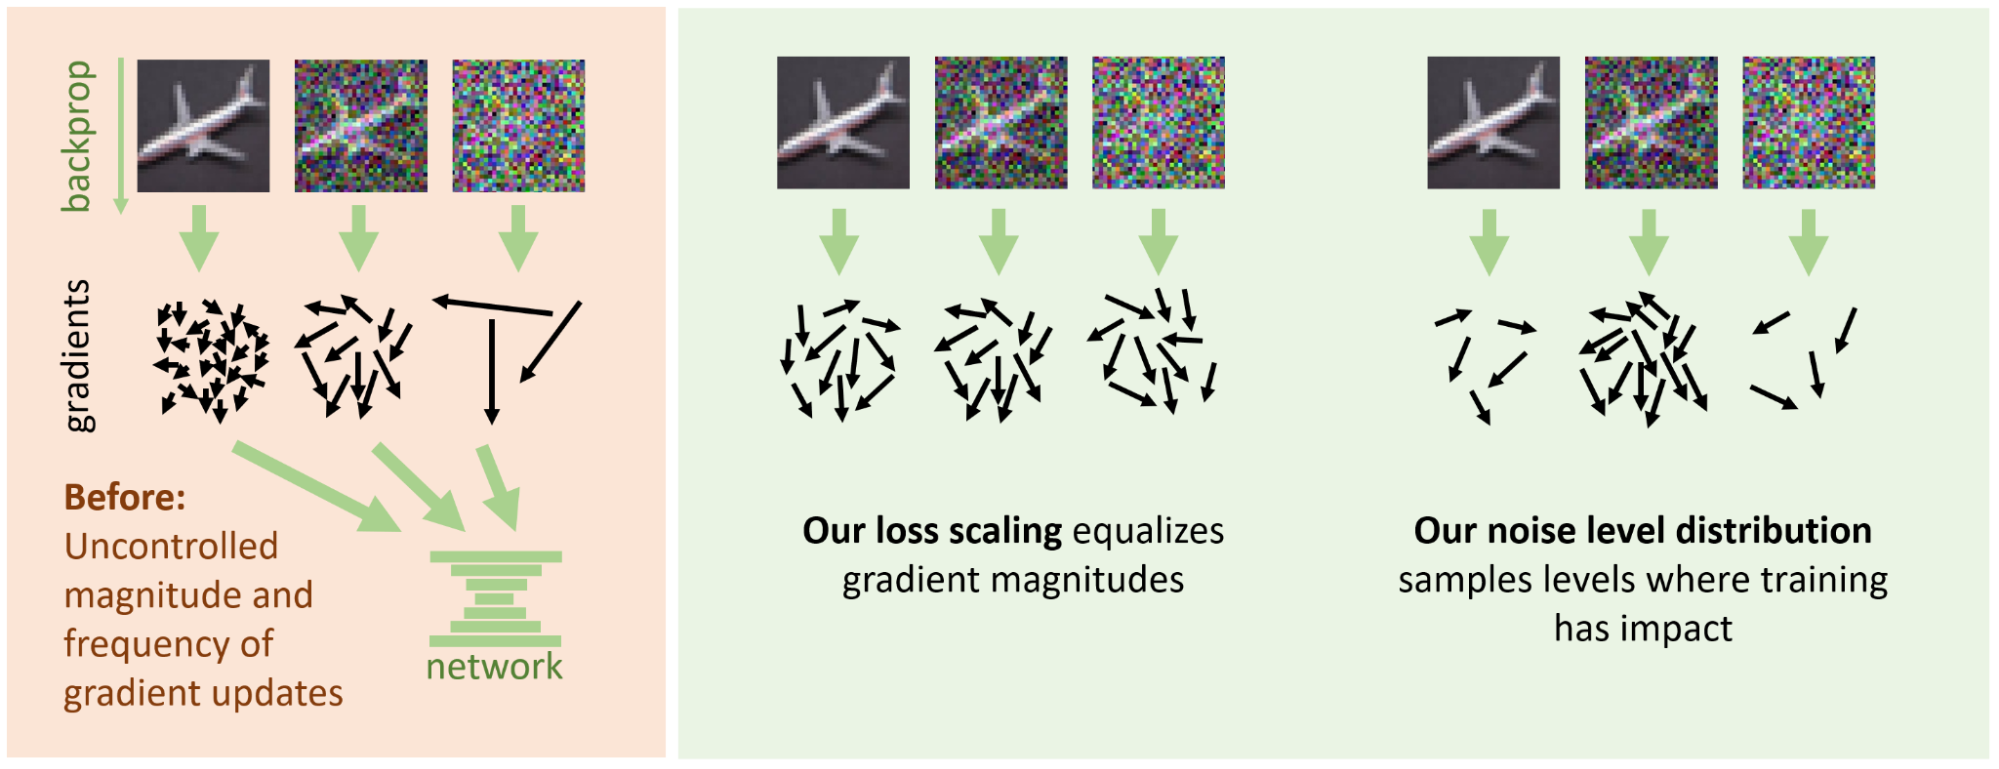 backprop
gradients
Before:
Uncontrolled
magnitude and
frequency of
gradient updates
network
Our loss scaling equalizes
gradient magnitudes
Our noise level distribution
samples levels where training
has impact